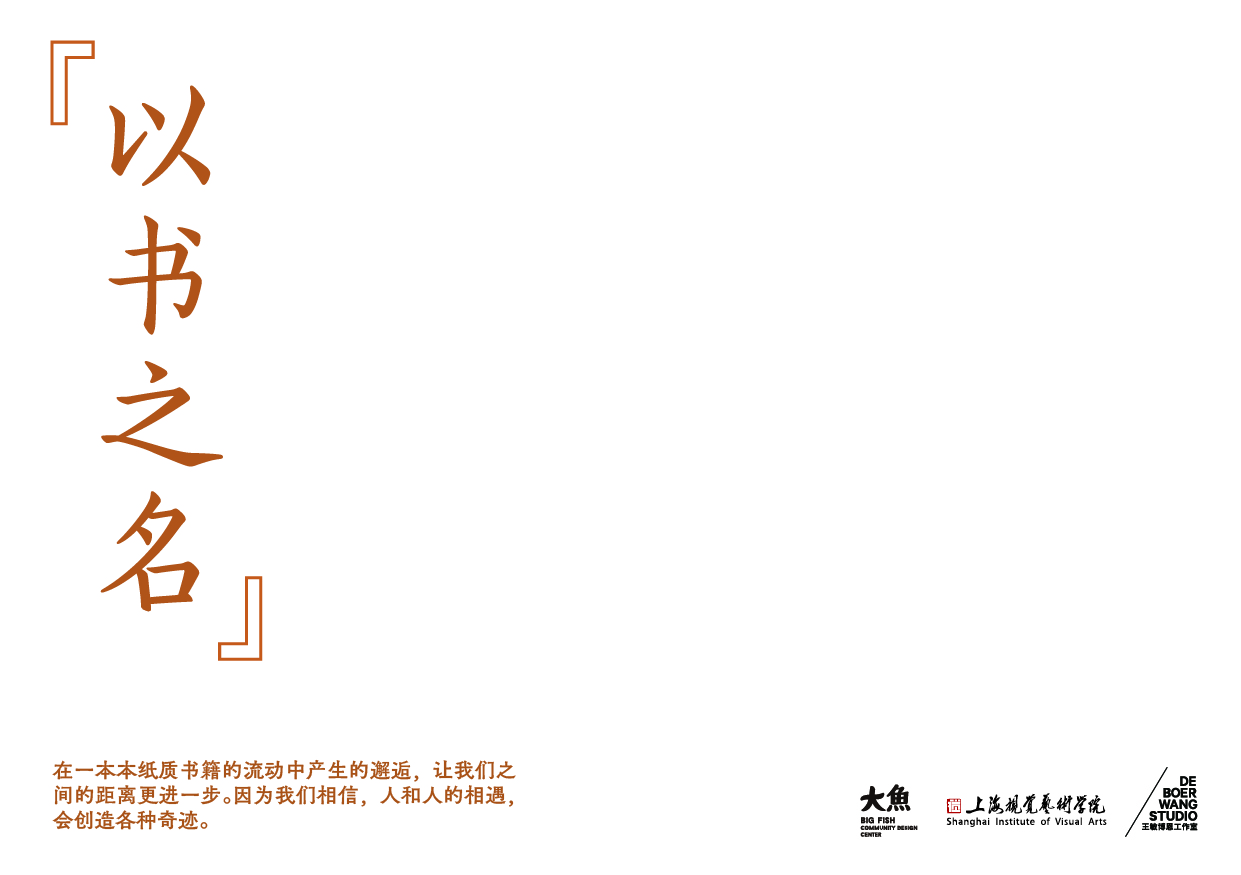 『以书之名』
在一本本纸质书籍的流动中产生的邂逅，让我们之
间的距离更进一步。因为我们相信，人和人的相遇，
会创造各种奇迹。
大魚
BIG FISH
COMMUNITY DESIGN
CENTER
上海視覺藝術学院
Shanghai Institute of Visual Arts
DE
BOER
WANG
STUDIO
王敏博恩工作室